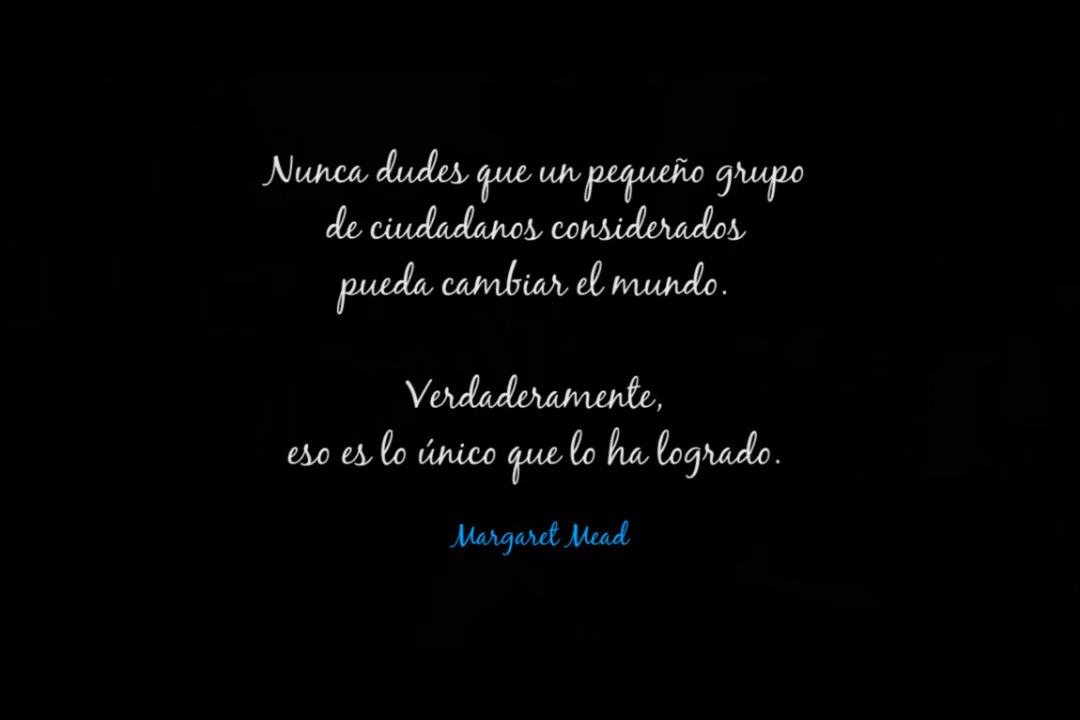 Nunca dudes que un pequeño grupo
de ciudadanos considerados
pueda cambiar el mundo.
Verdaderamente,
eso es lo único que lo ha logrado.
Margaret Mead